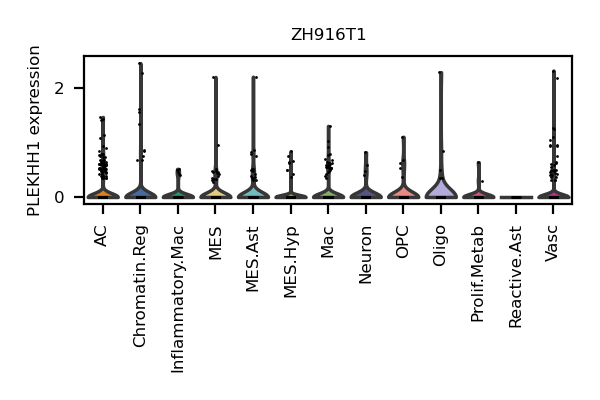 ZH916T1
PLEKHH1 expression
2
0
AC
Chromatin.Reg
Inflammatory.Mac
MES
MES.Ast
MES.Hyp
Mac
Neuron
OPC
Oligo
Prolif.Metab
Reactive.Ast
Vasc